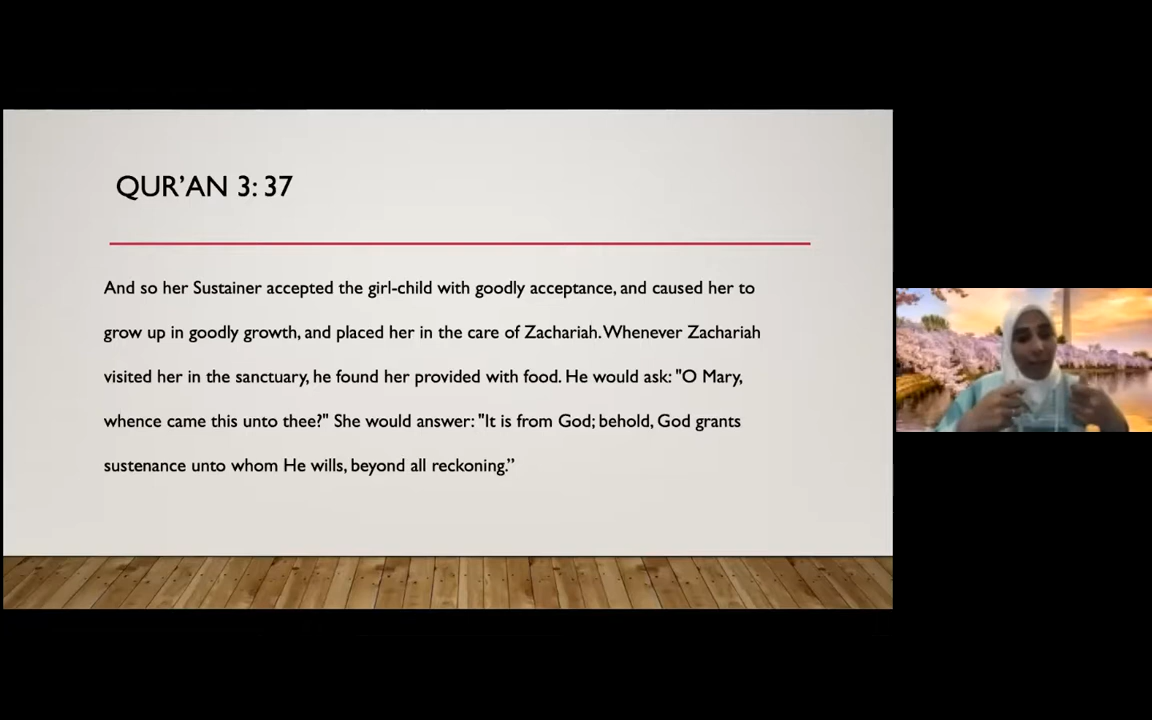 QUR’AN 3: 37
And so her Sustainer accepted the girl-child with goodly acceptance, and caused her to
grow up in goodly growth, and placed her in the care of Zachariah. Whenever Zachariah
visited her in the sanctuary, he found her provided with food. He would ask: "O Mary,
whence came this unto thee?" She would answer: "It is from God; behold, God grants
sustenance unto whom He wills, beyond all reckoning.”